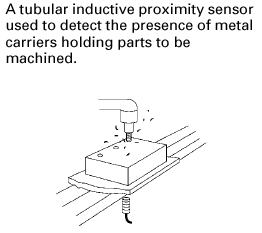 A tubular inductive proximity sensor
used to detect the presence of metal
carriers holding parts to be
machined.